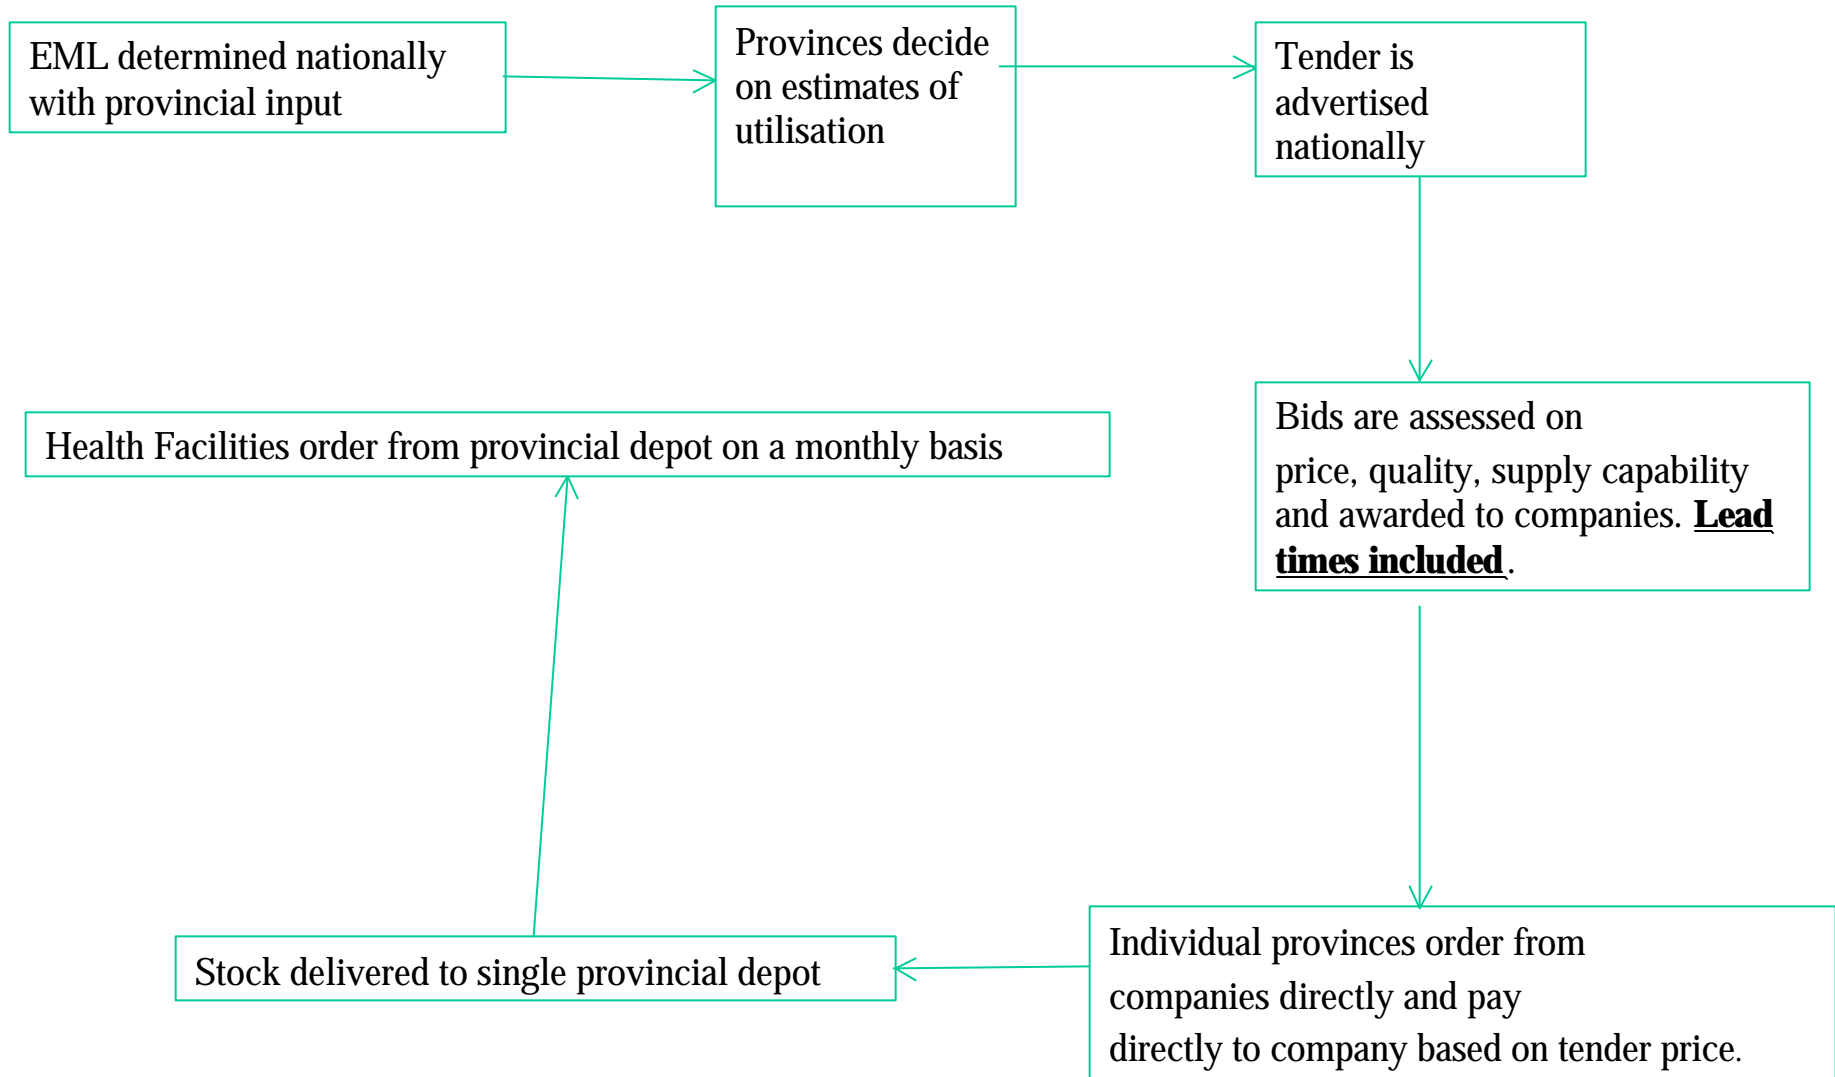 EML determined nationally
with provincial input
Provinces decide
on estimates of
utilisation
Tender is
advertised
nationally
Bids are assessed on
price, quality, supply capability
and awarded to companies. Lead
times included.
Individual provinces order from
companies directly and pay
directly to company based on tender price.
Stock delivered to single provincial depot
Health Facilities order from provincial depot on a monthly basis